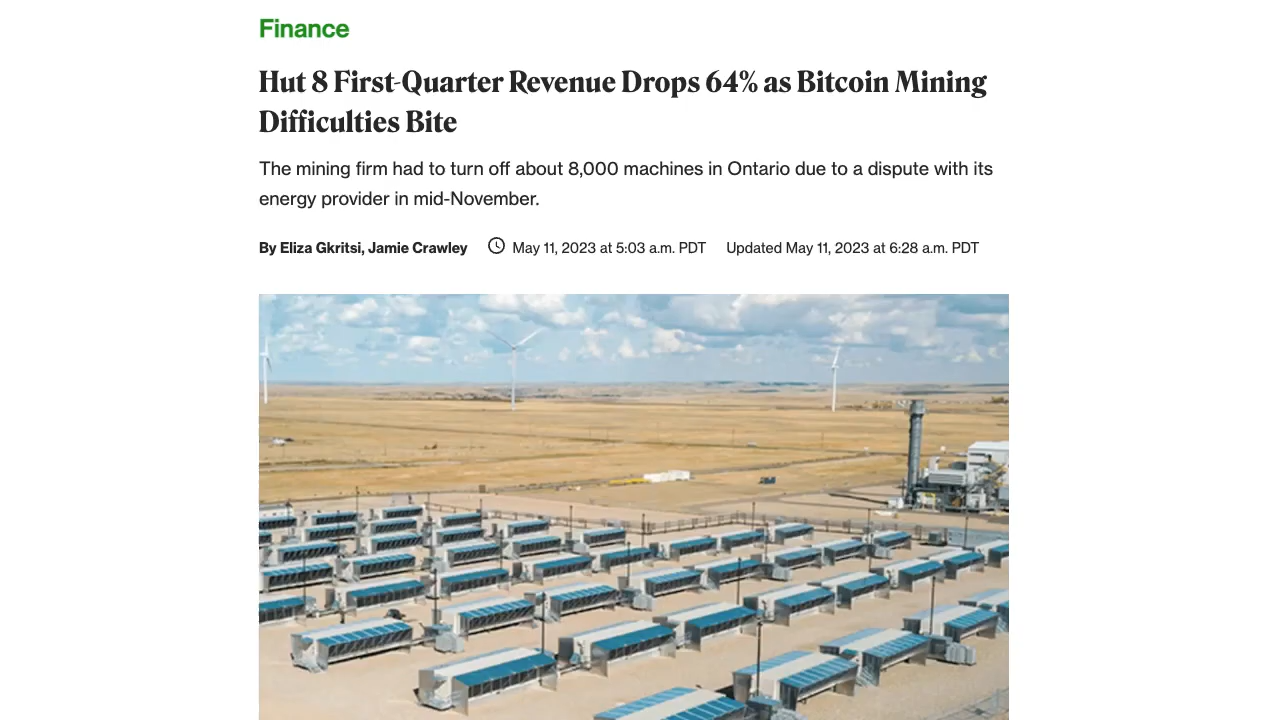 Finance
Hut 8 First-Quarter Revenue Drops 64% as Bitcoin Mining
Difficulties Bite
The mining firm had to turn off about 8,000 machines in Ontario due to a dispute with its
energy provider in mid-November.
By Eliza Gkritsi, Jamie Crawley May 11, 2023 at 5:03 a.m. PDT Updated May 11, 2023 at 6:28 a.m. PDT